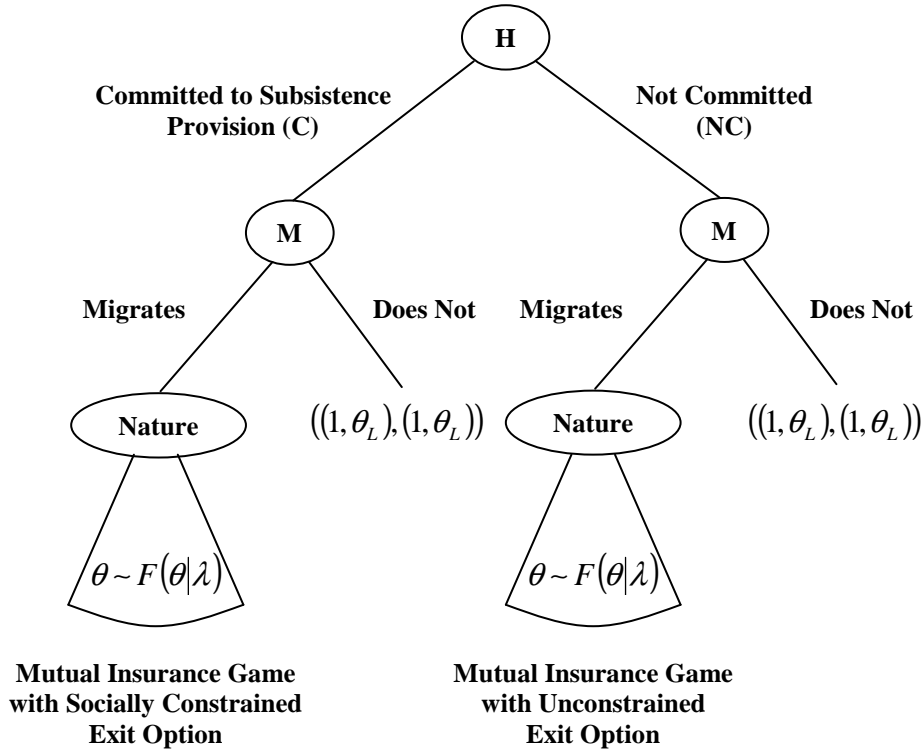 H
Committed to Subsistence
Provision (C)
Not Committed
(NC)
M
M
Migrates
Does Not
Migrates
Does Not
Nature
((1, θ_L), (1, θ_L))
Nature
((1, θ_L), (1, θ_L))
θ ~ F(θ|λ)
θ ~ F(θ|λ)
Mutual Insurance Game
with Socially Constrained
Exit Option
Mutual Insurance Game
with Unconstrained
Exit Option